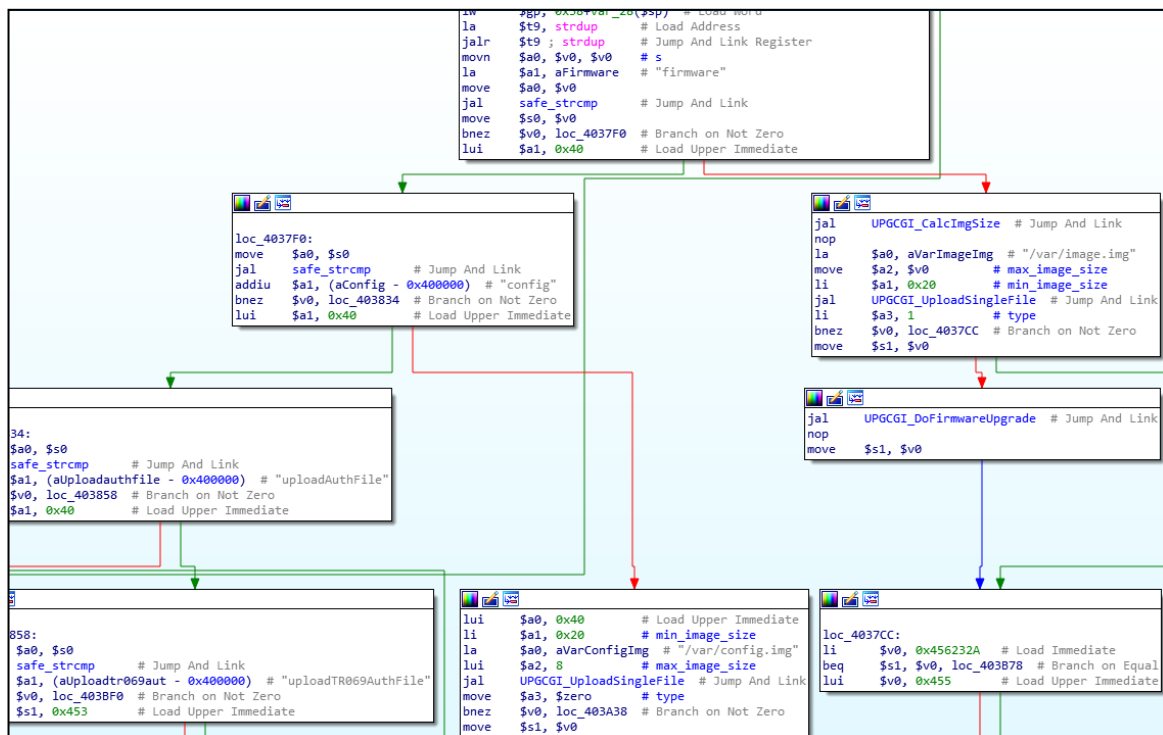 lw $gp, 0x38+var_28($sp) # Load Word
la $t9, strdup # Load Address
jalr $t9 ; strdup # Jump And Link Register
movn $a0, $v0, $v0 # s
la $a1, aFirmware # "firmware"
move $a0, $v0
jal safe_strcmp # Jump And Link
move $s0, $v0
bnez $v0, loc_4037F0 # Branch on Not Zero
lui $a1, 0x40 # Load Upper Immediate
loc_4037F0:
move $a0, $s0
jal safe_strcmp # Jump And Link
addiu $a1, (aConfig - 0x400000) # "config"
bnez $v0, loc_403834 # Branch on Not Zero
lui $a1, 0x40 # Load Upper Immediate
jal UPGCGI_CalcImgSize # Jump And Link
nop
la $a0, aVarImageImg # "/var/image.img"
move $a2, $v0 # max_image_size
li $a1, 0x20 # min_image_size
jal UPGCGI_UploadSingleFile # Jump And Link
li $a3, 1 # type
bnez $v0, loc_4037CC # Branch on Not Zero
move $s1, $v0
34:
$a0, $s0
safe_strcmp # Jump And Link
$a1, (aUploadauthfile - 0x400000) # "uploadAuthFile"
$v0, loc_403858 # Branch on Not Zero
$a1, 0x40 # Load Upper Immediate
jal UPGCGI_DoFirmwareUpgrade # Jump And Link
nop
move $s1, $v0
858:
$a0, $s0
safe_strcmp # Jump And Link
$a1, (aUploadtr069aut - 0x400000) # "uploadTR069AuthFile"
$v0, loc_403BF0 # Branch on Not Zero
$s1, 0x453 # Load Upper Immediate
lui $a0, 0x40 # Load Upper Immediate
li $a1, 0x20 # min_image_size
la $a0, aVarConfigImg # "/var/config.img"
lui $a2, 8 # max_image_size
jal UPGCGI_UploadSingleFile # Jump And Link
move $a3, $zero # type
bnez $v0, loc_403A38 # Branch on Not Zero
move $s1, $v0
loc_4037CC:
li $v0, 0x456232A # Load Immediate
beq $s1, $v0, loc_403B78 # Branch on Equal
lui $v0, 0x455 # Load Upper Immediate